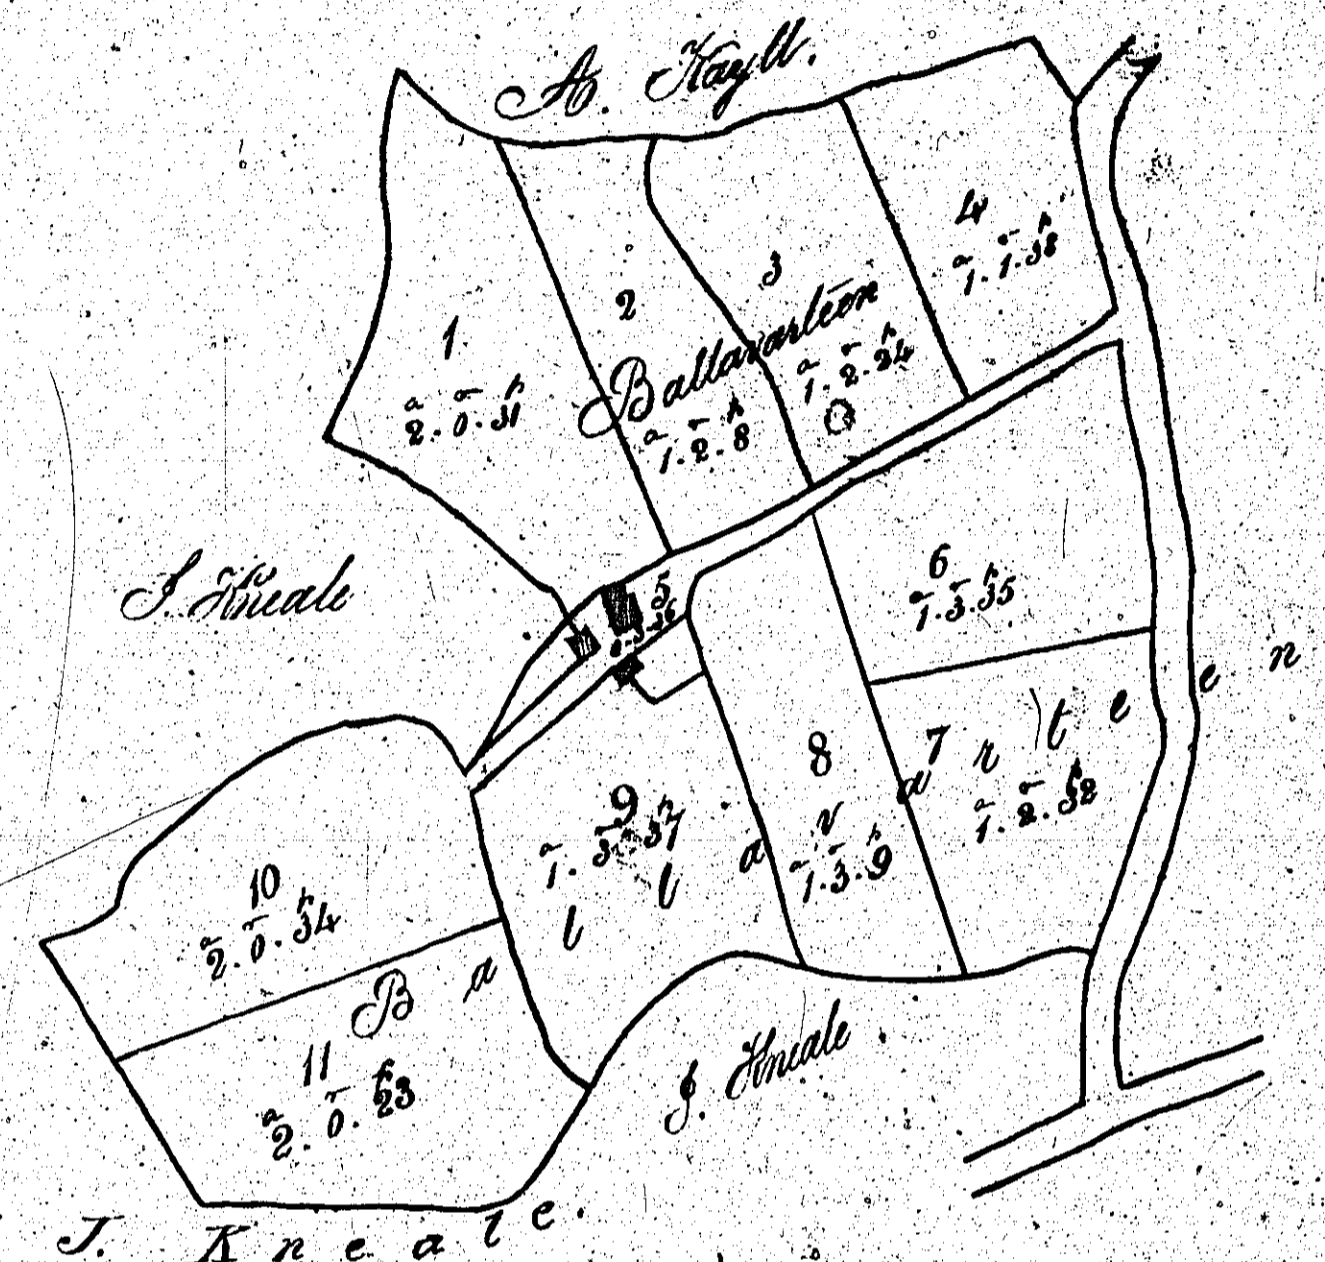 A. Kayll.
4
a r p
1. 1. 38
3
2
1.
Ballavarteen
a r p
1. 2. 24
a r p
2. 0. 31
a r p
1. 2. 8
J. Kneale
5
6
a r p
1. 3. 35
7
a r p
1. 2. 32
8
a r p
1. 3. 9
9
a r p
1. 3. 37
10
a r p
2. 0. 34
Ballavarteen
11
a r p
2. 0. 23
J. Kneale.
J. Kneale.